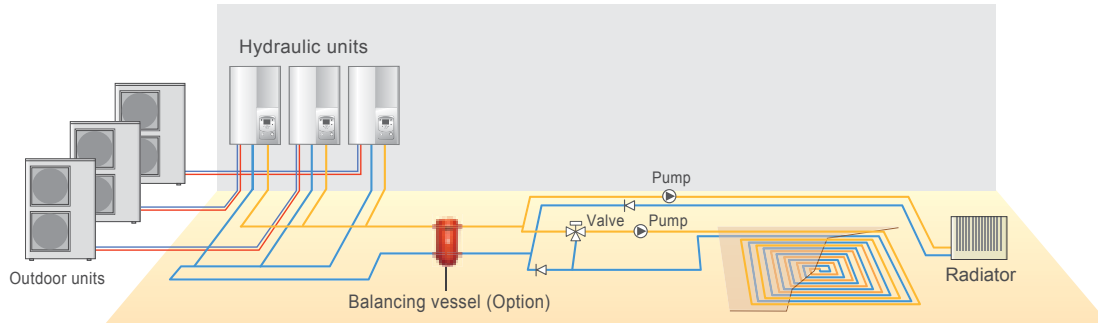 Hydraulic units
Pump
Valve
Pump
Outdoor units
Balancing vessel (Option)
Radiator